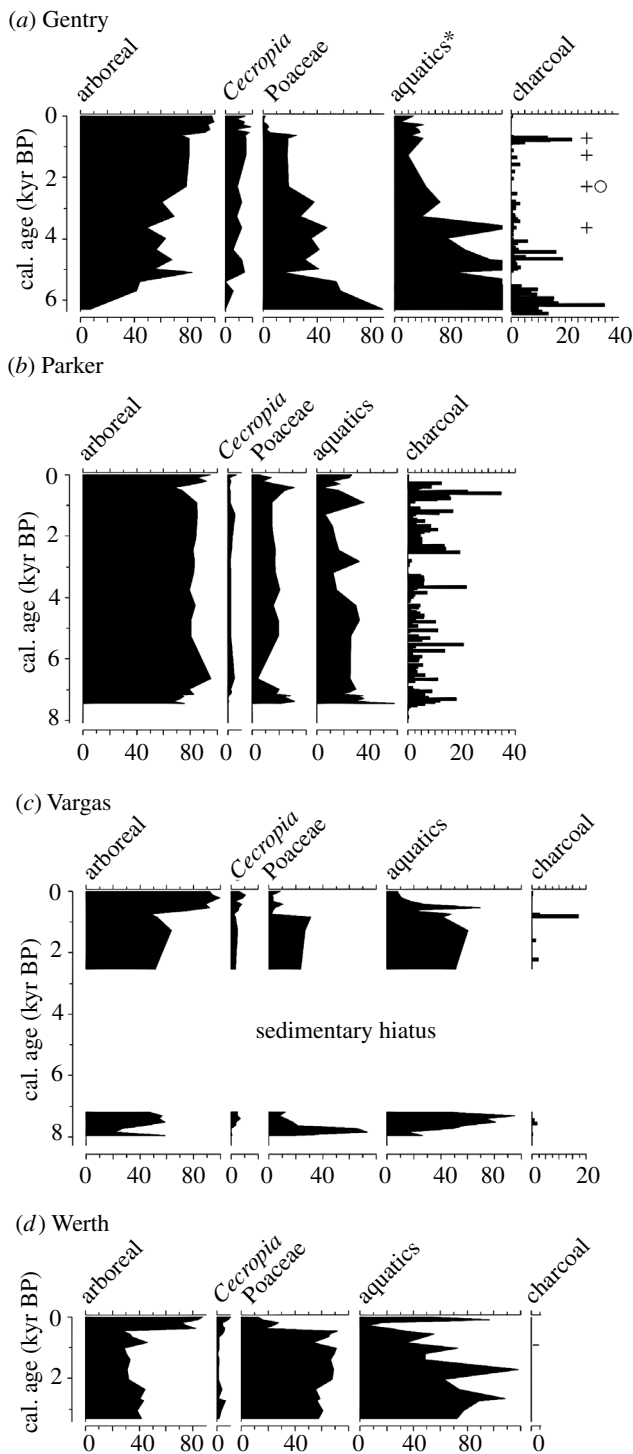 (a) Gentry
arboreal
Cecropia
Poaceae
aquatics*
charcoal
cal. age (kyr BP)
0
2
4
6
+
+
+ ○
+
0 40 80 0 0 40 80 0 40 80 0 20 40
(b) Parker
arboreal
Cecropia
Poaceae
aquatics
charcoal
cal. age (kyr BP)
0
2
4
6
8
0 40 80 0 0 40 0 40 0 20 40
(c) Vargas
arboreal
Cecropia
Poaceae
aquatics
charcoal
cal. age (kyr BP)
0
2
4
6
8
sedimentary hiatus
0 40 80 0 0 40 80 0 40 80 0 20
(d) Werth
arboreal
Cecropia
Poaceae
aquatics
charcoal
cal. age (kyr BP)
0
2
0 40 80 0 0 40 80 0 40 80 0